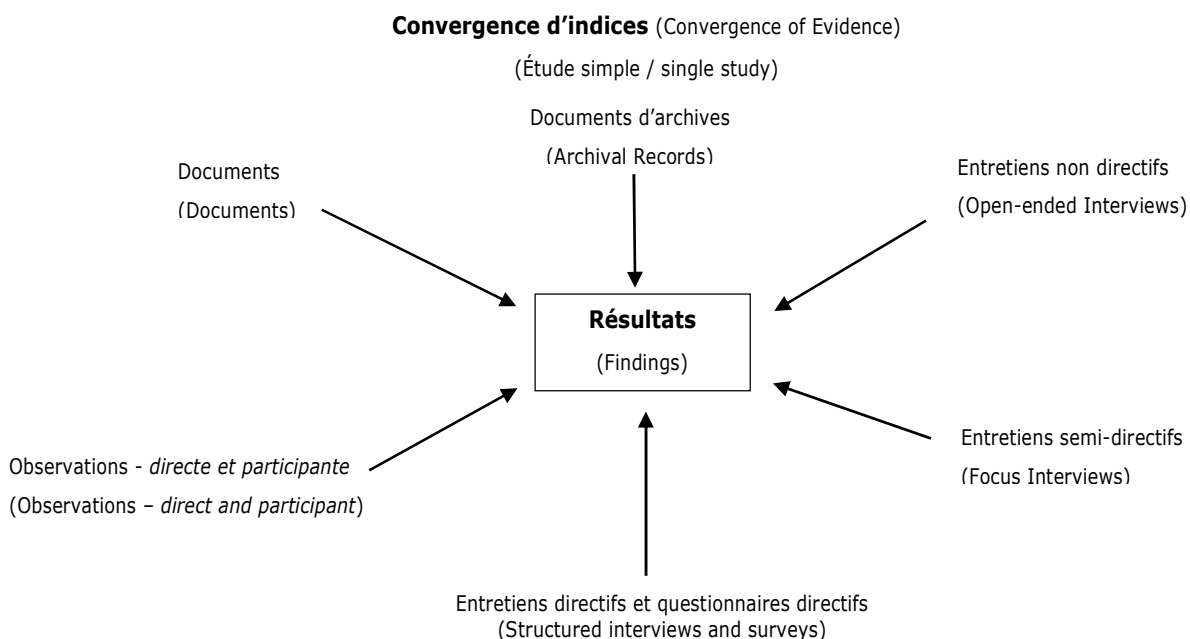 Convergence d'indices (Convergence of Evidence)
(Étude simple / single study)
Documents d'archives
(Archival Records)
Documents
(Documents)
Entretiens non directifs
(Open-ended Interviews)
Résultats
(Findings)
Observations - directe et participante
(Observations – direct and participant)
Entretiens semi-directifs
(Focus Interviews)
Entretiens directifs et questionnaires directifs
(Structured interviews and surveys)